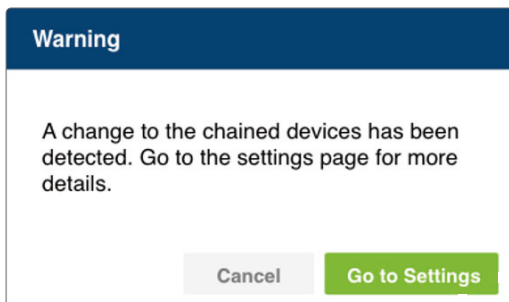 Warning
A change to the chained devices has been
detected. Go to the settings page for more
details.
Cancel
Go to Settings